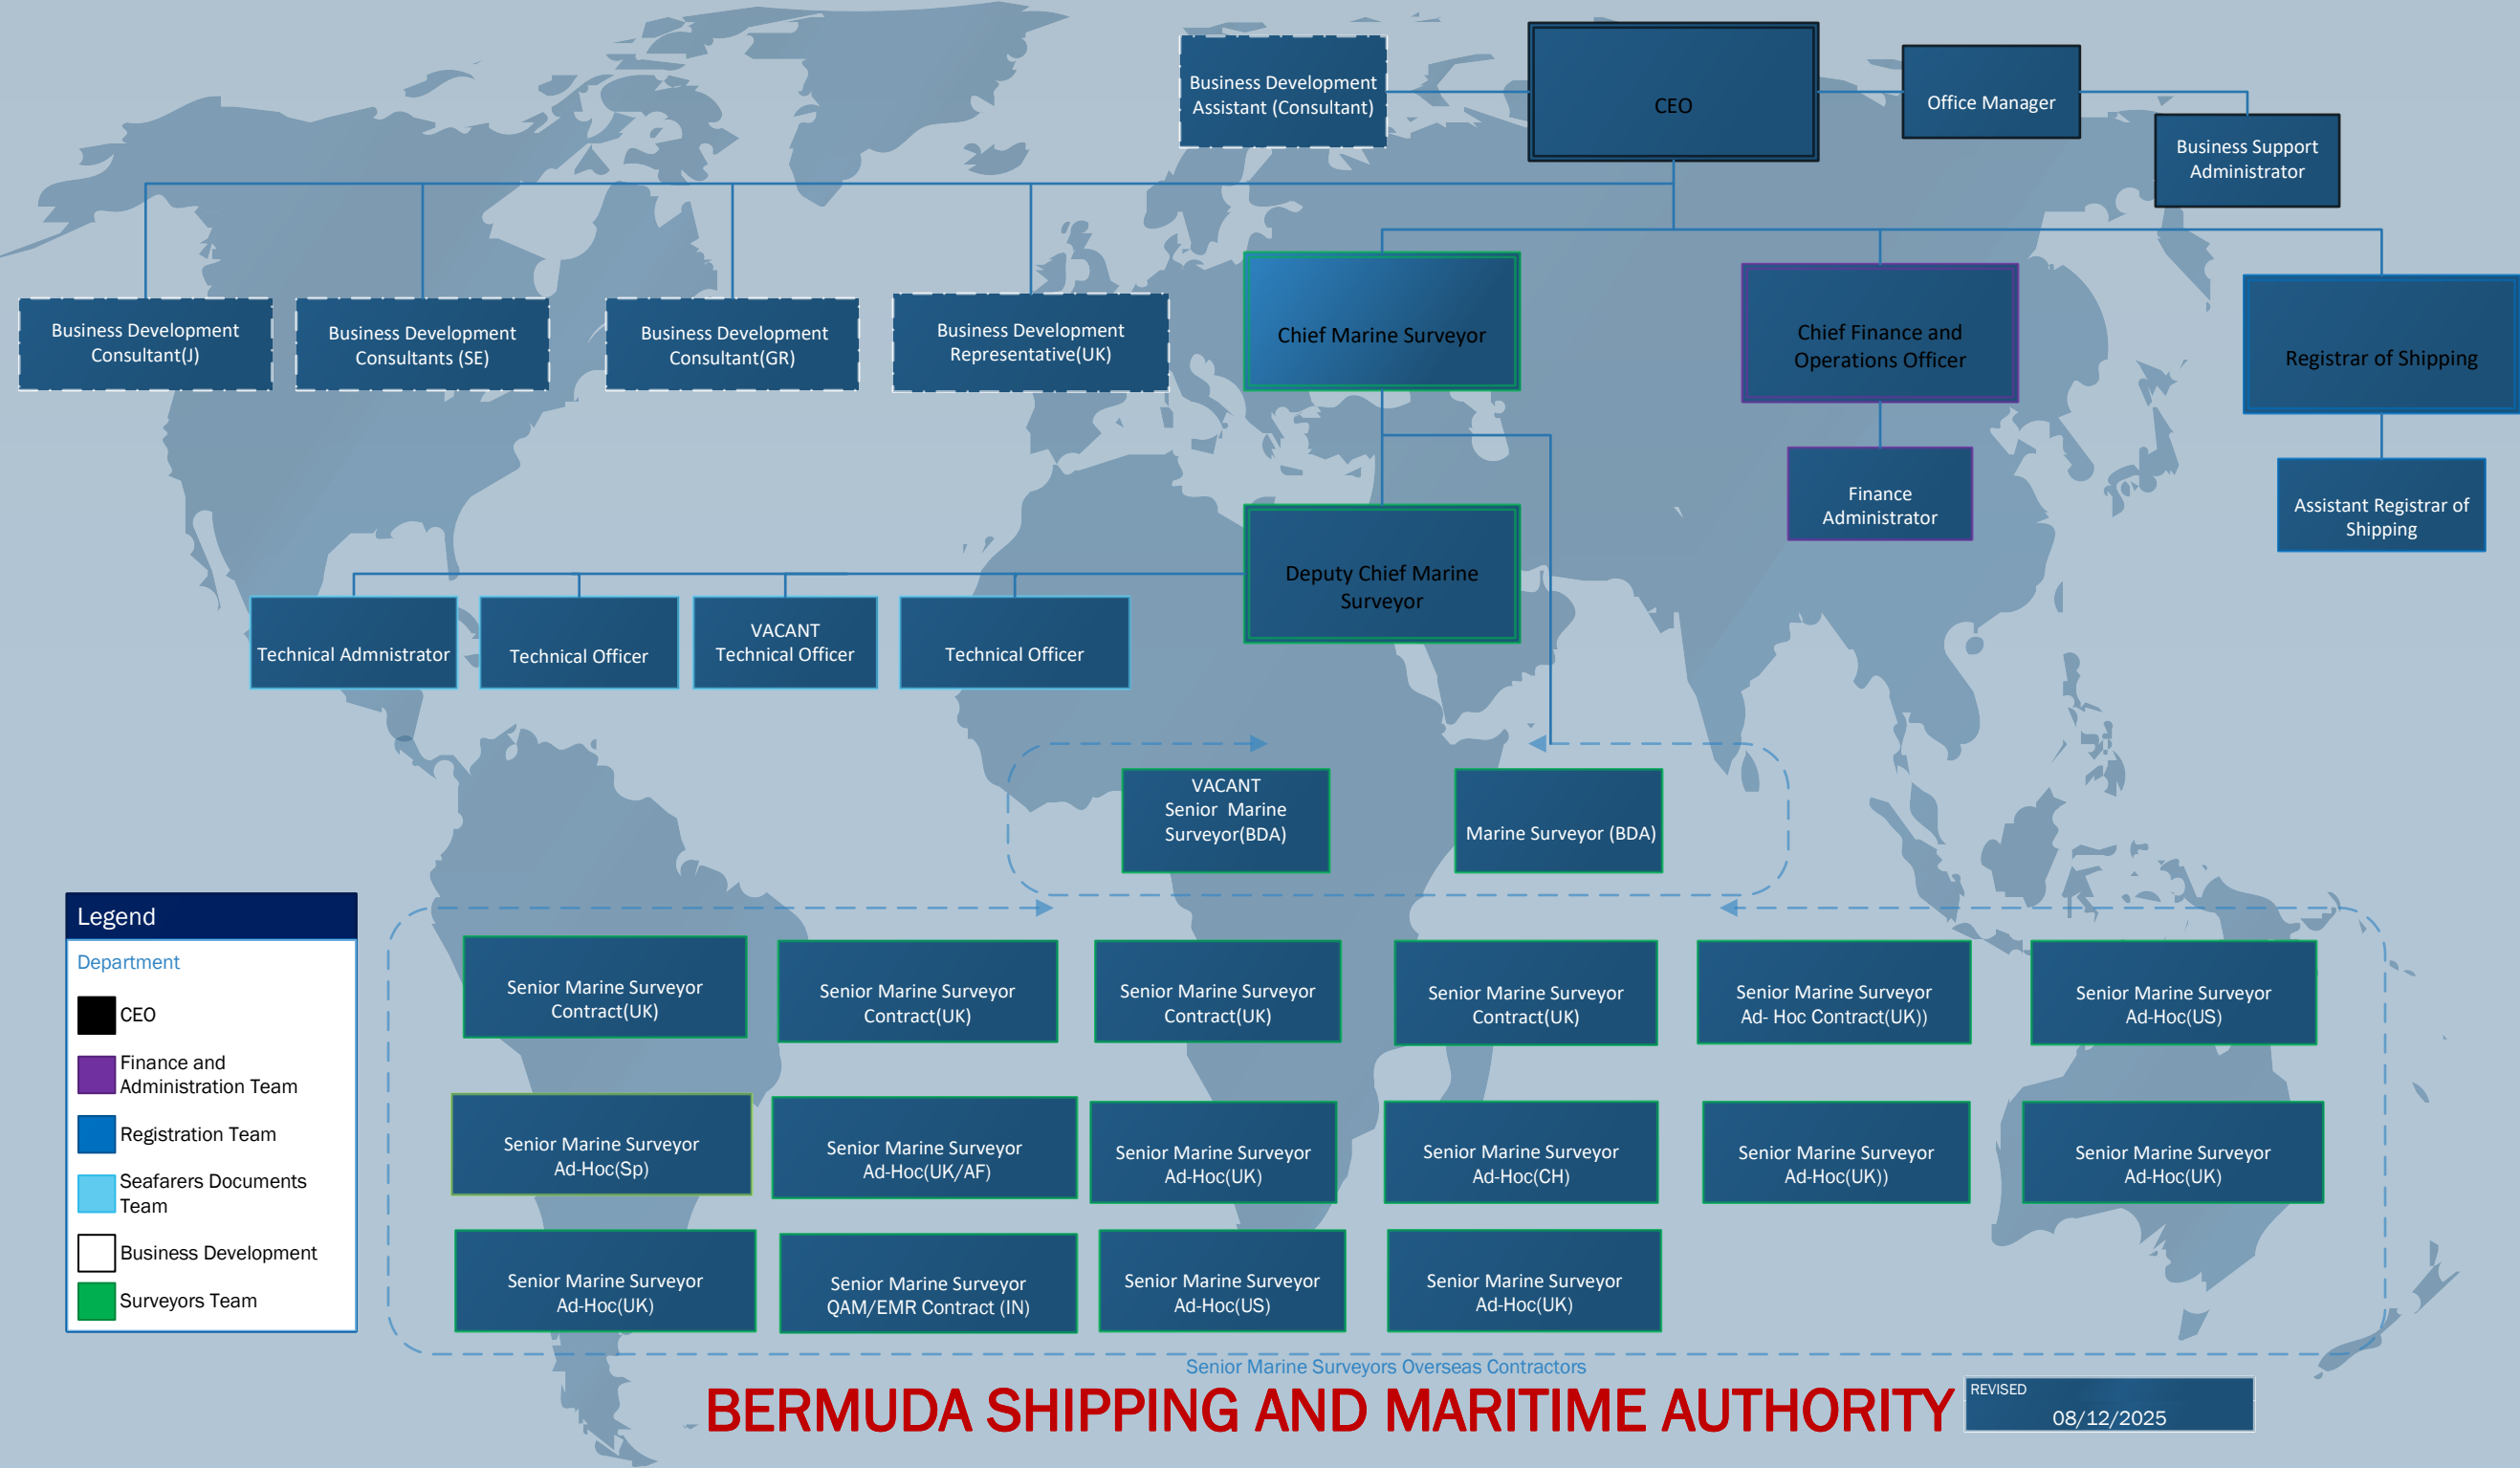 Business Development
Assistant (Consultant)
CEO
Office Manager
Business Support
Administrator
Business Development
Consultant(J)
Business Development
Consultants (SE)
Business Development
Consultant(GR)
Business Development
Representative(UK)
Chief Marine Surveyor
Chief Finance and
Operations Officer
Registrar of Shipping
Finance
Administrator
Assistant Registrar of
Shipping
Deputy Chief Marine
Surveyor
Technical Admnistrator
Technical Officer
VACANT
Technical Officer
Technical Officer
VACANT
Senior  Marine
Surveyor(BDA)
Marine Surveyor (BDA)
Legend
Department
CEO
Finance and
Administration Team
Registration Team
Seafarers Documents
Team
Business Development
Surveyors Team
Senior Marine Surveyor
Contract(UK)
Senior Marine Surveyor
Contract(UK)
Senior Marine Surveyor
Contract(UK)
Senior Marine Surveyor
Contract(UK)
Senior Marine Surveyor
Ad- Hoc Contract(UK))
Senior Marine Surveyor
Ad-Hoc(US)
Senior Marine Surveyor
Ad-Hoc(Sp)
Senior Marine Surveyor
Ad-Hoc(UK/AF)
Senior Marine Surveyor
Ad-Hoc(UK)
Senior Marine Surveyor
Ad-Hoc(CH)
Senior Marine Surveyor
Ad-Hoc(UK))
Senior Marine Surveyor
Ad-Hoc(UK)
Senior Marine Surveyor
Ad-Hoc(UK)
Senior Marine Surveyor
QAM/EMR Contract (IN)
Senior Marine Surveyor
Ad-Hoc(US)
Senior Marine Surveyor
Ad-Hoc(UK)
Senior Marine Surveyors Overseas Contractors
BERMUDA SHIPPING AND MARITIME AUTHORITY
REVISED
08/12/2025